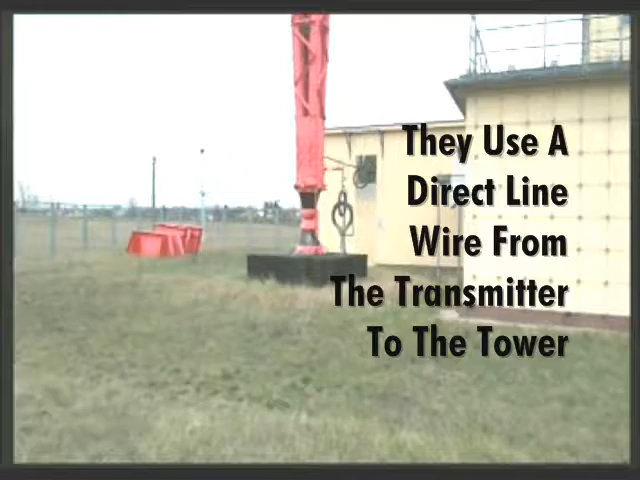 They Use A
Direct Line
Wire From
The Transmitter
To The Tower